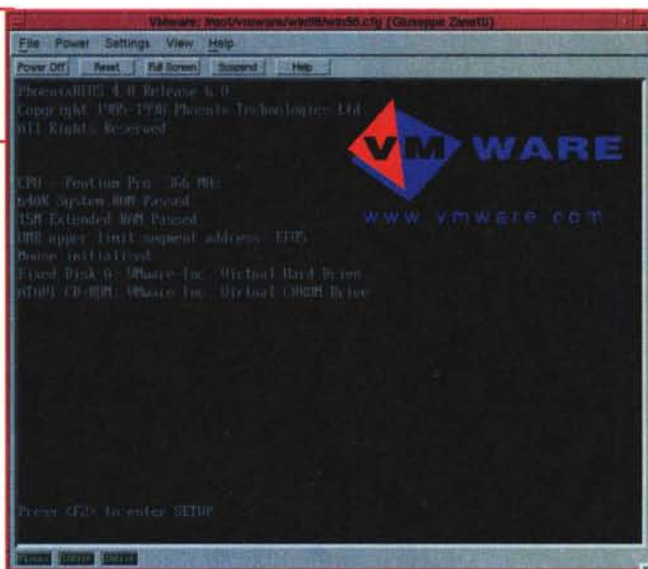 VMware: /root/vmware/win98/win98.cfg (Giuseppe Zanetti)
File Power Settings View Help
Power Off Reset Full Screen Suspend Help
PhoenixBIOS 4.0 Release 6.0
Copyright 1985-1998 Phoenix Technologies Ltd.
All Rights Reserved
VMWARE
www.vmware.com
CPU = Pentium Pro 366 MHz
640K System RAM Passed
15M Extended RAM Passed
UMB upper limit segment address:
Mouse initialized
Fixed Disk 0: VMware Inc. Virtual Hard Drive
ATAPI CD-ROM: VMware Inc. Virtual CDROM Drive
Press <F2> to enter SETUP